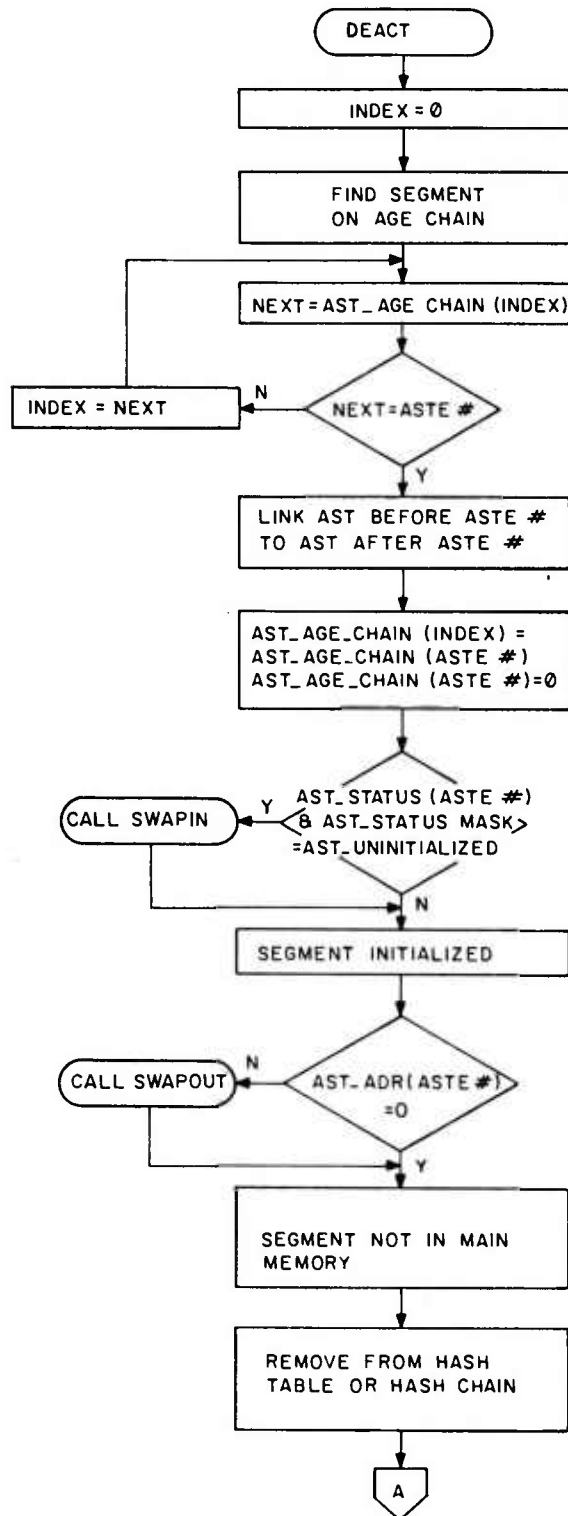 DEACT
INDEX = 0
FIND SEGMENT
ON AGE CHAIN
NEXT = AST_AGE CHAIN (INDEX)
NEXT = ASTE #
N
INDEX = NEXT
Y
LINK AST BEFORE ASTE #
TO AST AFTER ASTE #
AST_AGE_CHAIN (INDEX) =
AST_AGE_CHAIN (ASTE #)
AST_AGE_CHAIN (ASTE #) = 0
AST_STATUS (ASTE #)
& AST_STATUS MASK
= AST_UNINITIALIZED
Y
CALL SWAPIN
N
SEGMENT INITIALIZED
AST_ADR (ASTE #)
= 0
N
CALL SWAPOUT
Y
SEGMENT NOT IN MAIN
MEMORY
REMOVE FROM HASH
TABLE OR HASH CHAIN
A